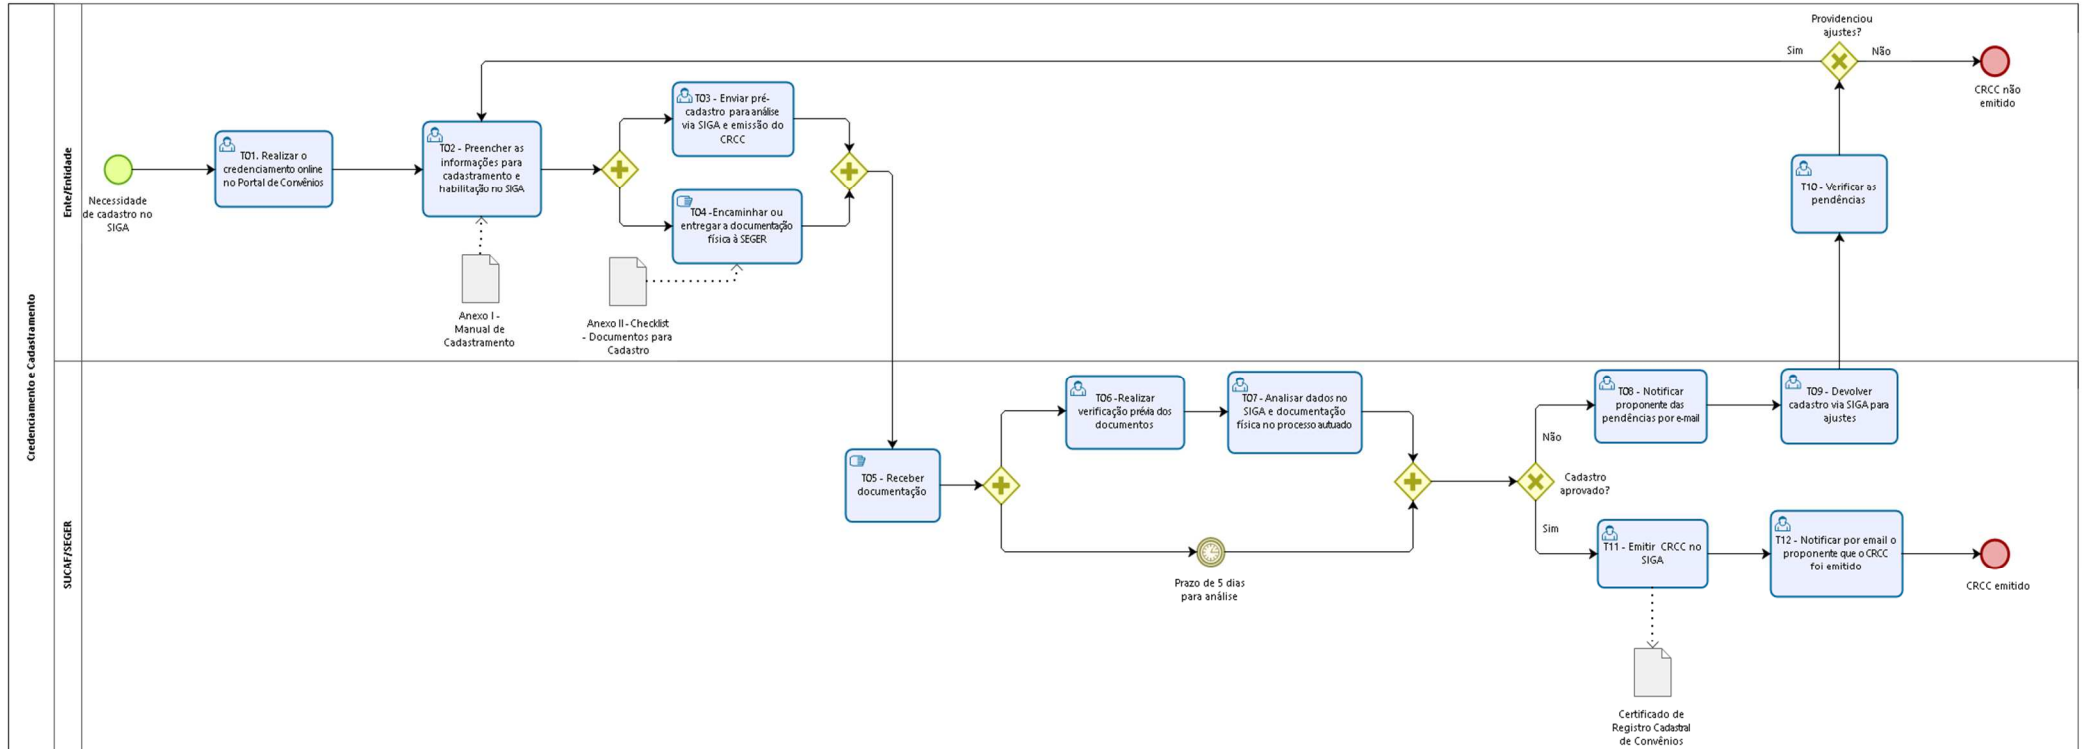 Credenciamento e Cadastramento
Ente/Entidade
Necessidade
de cadastro no
SIGA
T01. Realizar o
credenciamento online
no Portal de Convênios
T02 - Preencher as
informações para
cadastramento e
habilitação no SIGA
Anexo I -
Manual de
Cadastramento
T03 - Enviar pré-
cadastro para análise
via SIGA e emissão do
CRCC
T04 -Encaminhar ou
entregar a documentação
física à SEGER
Anexo II - Checklist
- Documentos para
Cadastro
Providenciou
ajustes?
Sim
Não
CRCC não
emitido
T10 - Verificar as
pendências
SUCAF/SEGER
T05 - Receber
documentação
T06 -Realizar
verificação prévia dos
documentos
T07 - Analisar dados no
SIGA e documentação
física no processo autuado
Prazo de 5 dias
para análise
Cadastro
aprovado?
Não
Sim
T08 - Notificar
proponente das
pendências por e-mail
T09 - Devolver
cadastro via SIGA para
ajustes
T11 - Emitir CRCC no
SIGA
T12 - Notificar por email o
proponente que o CRCC
foi emitido
CRCC emitido
Certificado de
Registro Cadastral
de Convênios